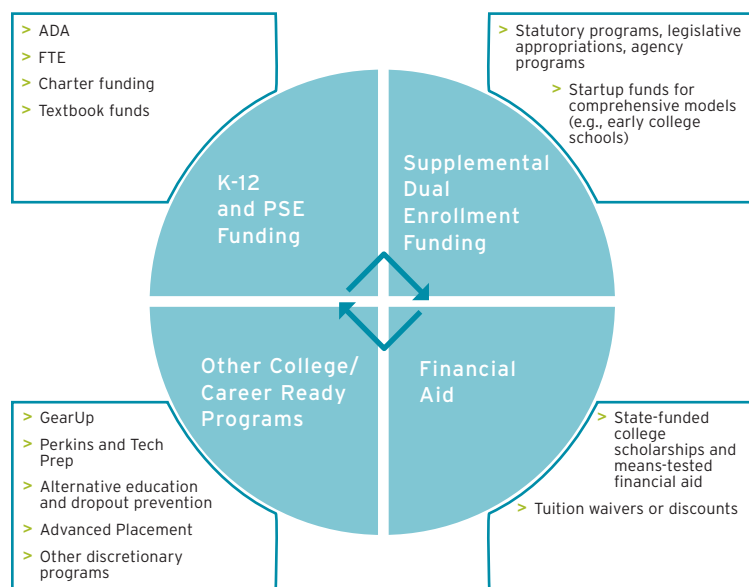 > ADA
> FTE
> Charter funding
> Textbook funds
> Statutory programs, legislative
appropriations, agency
programs
> Startup funds for
comprehensive models
(e.g., early college
schools)
K-12
and PSE
Funding
Supplemental
Dual
Enrollment
Funding
Other College/
Career Ready
Programs
Financial
Aid
> GearUp
> Perkins and Tech
Prep
> Alternative education
and dropout prevention
> Advanced Placement
> Other discretionary
programs
> State-funded
college
scholarships and
means-tested
financial aid
> Tuition waivers or discounts